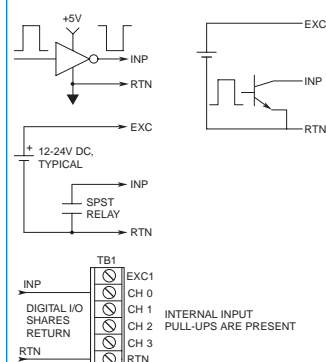 +5V
INP
RTN
EXC
INP
RTN
EXC
+ 12-24V DC,
TYPICAL
INP
SPST
RELAY
RTN
TB1
EXC1
INP
CH 0
DIGITAL I/O
SHARES
RETURN
CH 1
CH 2
INTERNAL INPUT
PULL-UPS ARE PRESENT
CH 3
RTN
RTN